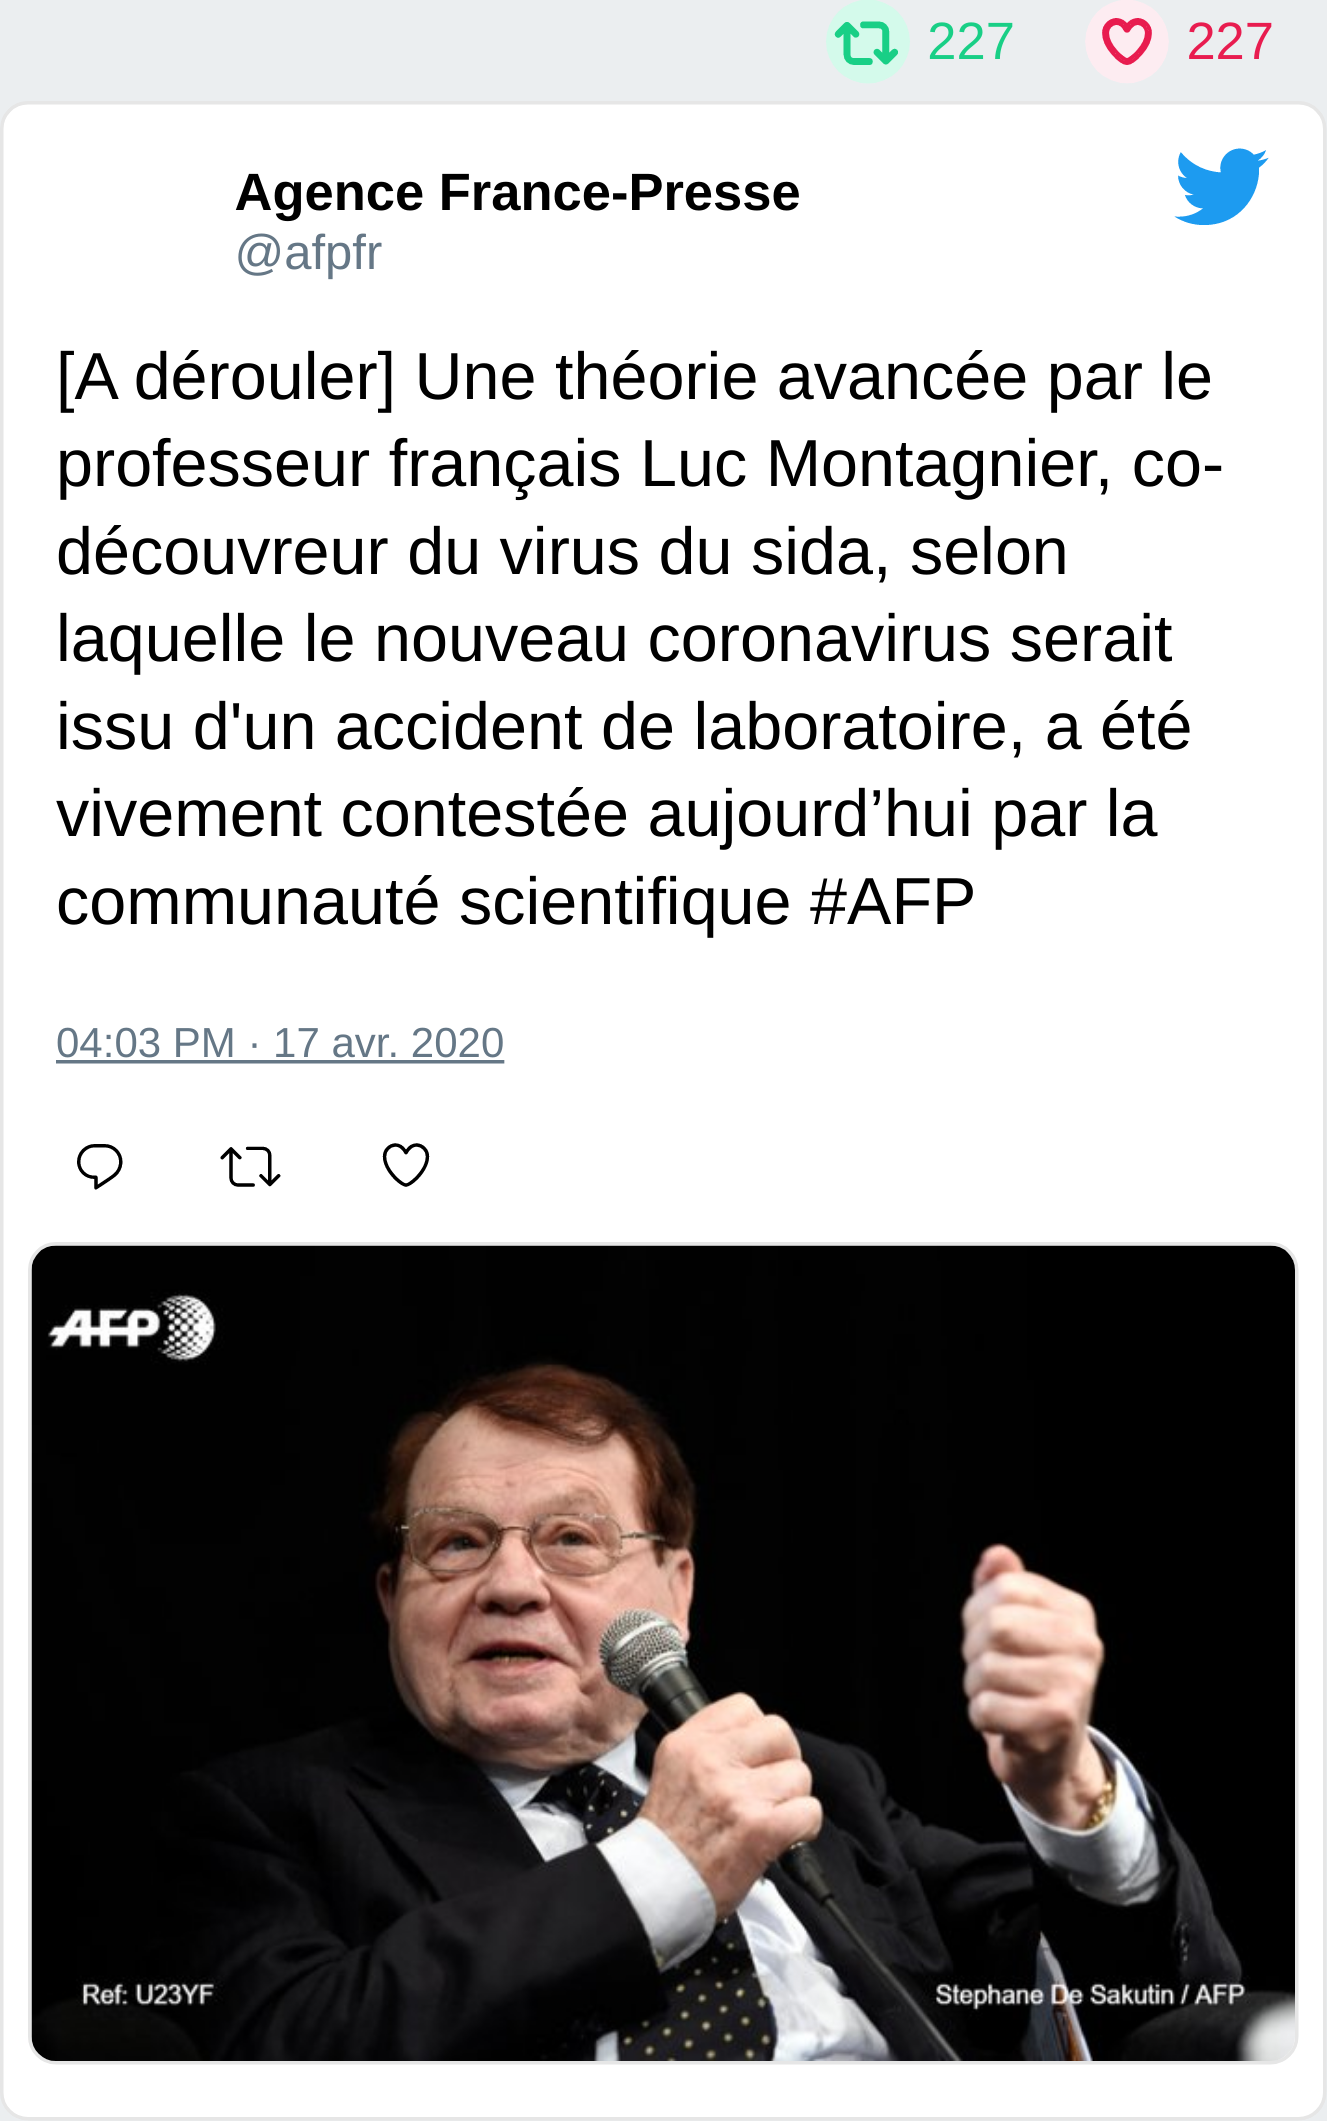 227 227
Agence France-Presse
@afpfr
[A dérouler] Une théorie avancée par le
professeur français Luc Montagnier, co-
découvreur du virus du sida, selon
laquelle le nouveau coronavirus serait
issu d'un accident de laboratoire, a été
vivement contestée aujourd’hui par la
communauté scientifique #AFP
04:03 PM · 17 avr. 2020
AFP
Ref: U23YF
Stephane De Sakutin / AFP